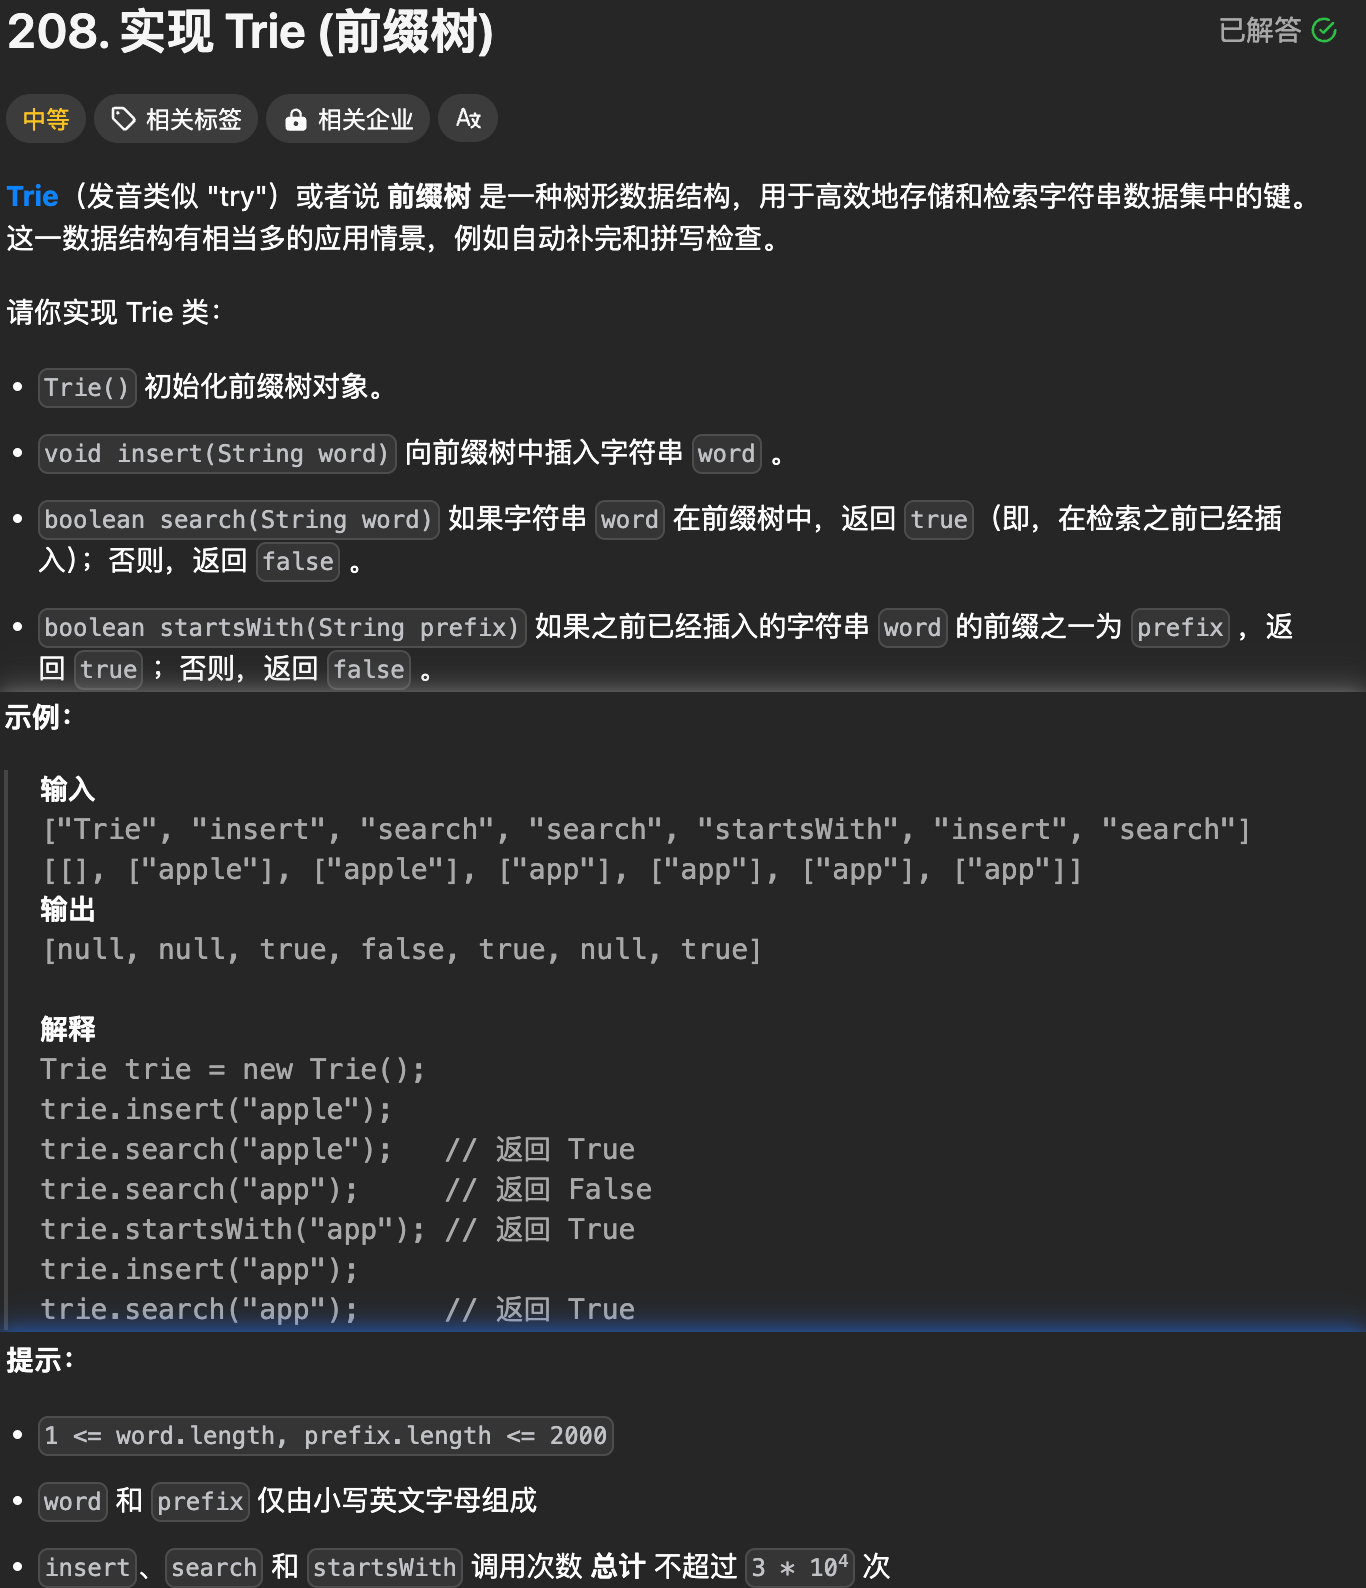 208. 实现 Trie (前缀树)
已解答
中等 相关标签 相关企业 A文
Trie（发音类似 "try"）或者说 前缀树 是一种树形数据结构，用于高效地存储和检索字符串数据集中的键。
这一数据结构有相当多的应用情景，例如自动补完和拼写检查。
请你实现 Trie 类：
• Trie() 初始化前缀树对象。
• void insert(String word) 向前缀树中插入字符串 word 。
• boolean search(String word) 如果字符串 word 在前缀树中，返回 true（即，在检索之前已经插
入）；否则，返回 false 。
• boolean startsWith(String prefix) 如果之前已经插入的字符串 word 的前缀之一为 prefix ，返
回 true ；否则，返回 false 。
示例：
输入
["Trie", "insert", "search", "search", "startsWith", "insert", "search"]
[[], ["apple"], ["apple"], ["app"], ["app"], ["app"], ["app"]]
输出
[null, null, true, false, true, null, true]
解释
Trie trie = new Trie();
trie.insert("apple");
trie.search("apple");   // 返回 True
trie.search("app");     // 返回 False
trie.startsWith("app"); // 返回 True
trie.insert("app");
trie.search("app");     // 返回 True
提示：
• 1 <= word.length, prefix.length <= 2000
• word 和 prefix 仅由小写英文字母组成
• insert、search 和 startsWith 调用次数 总计 不超过 3 * 10⁴ 次